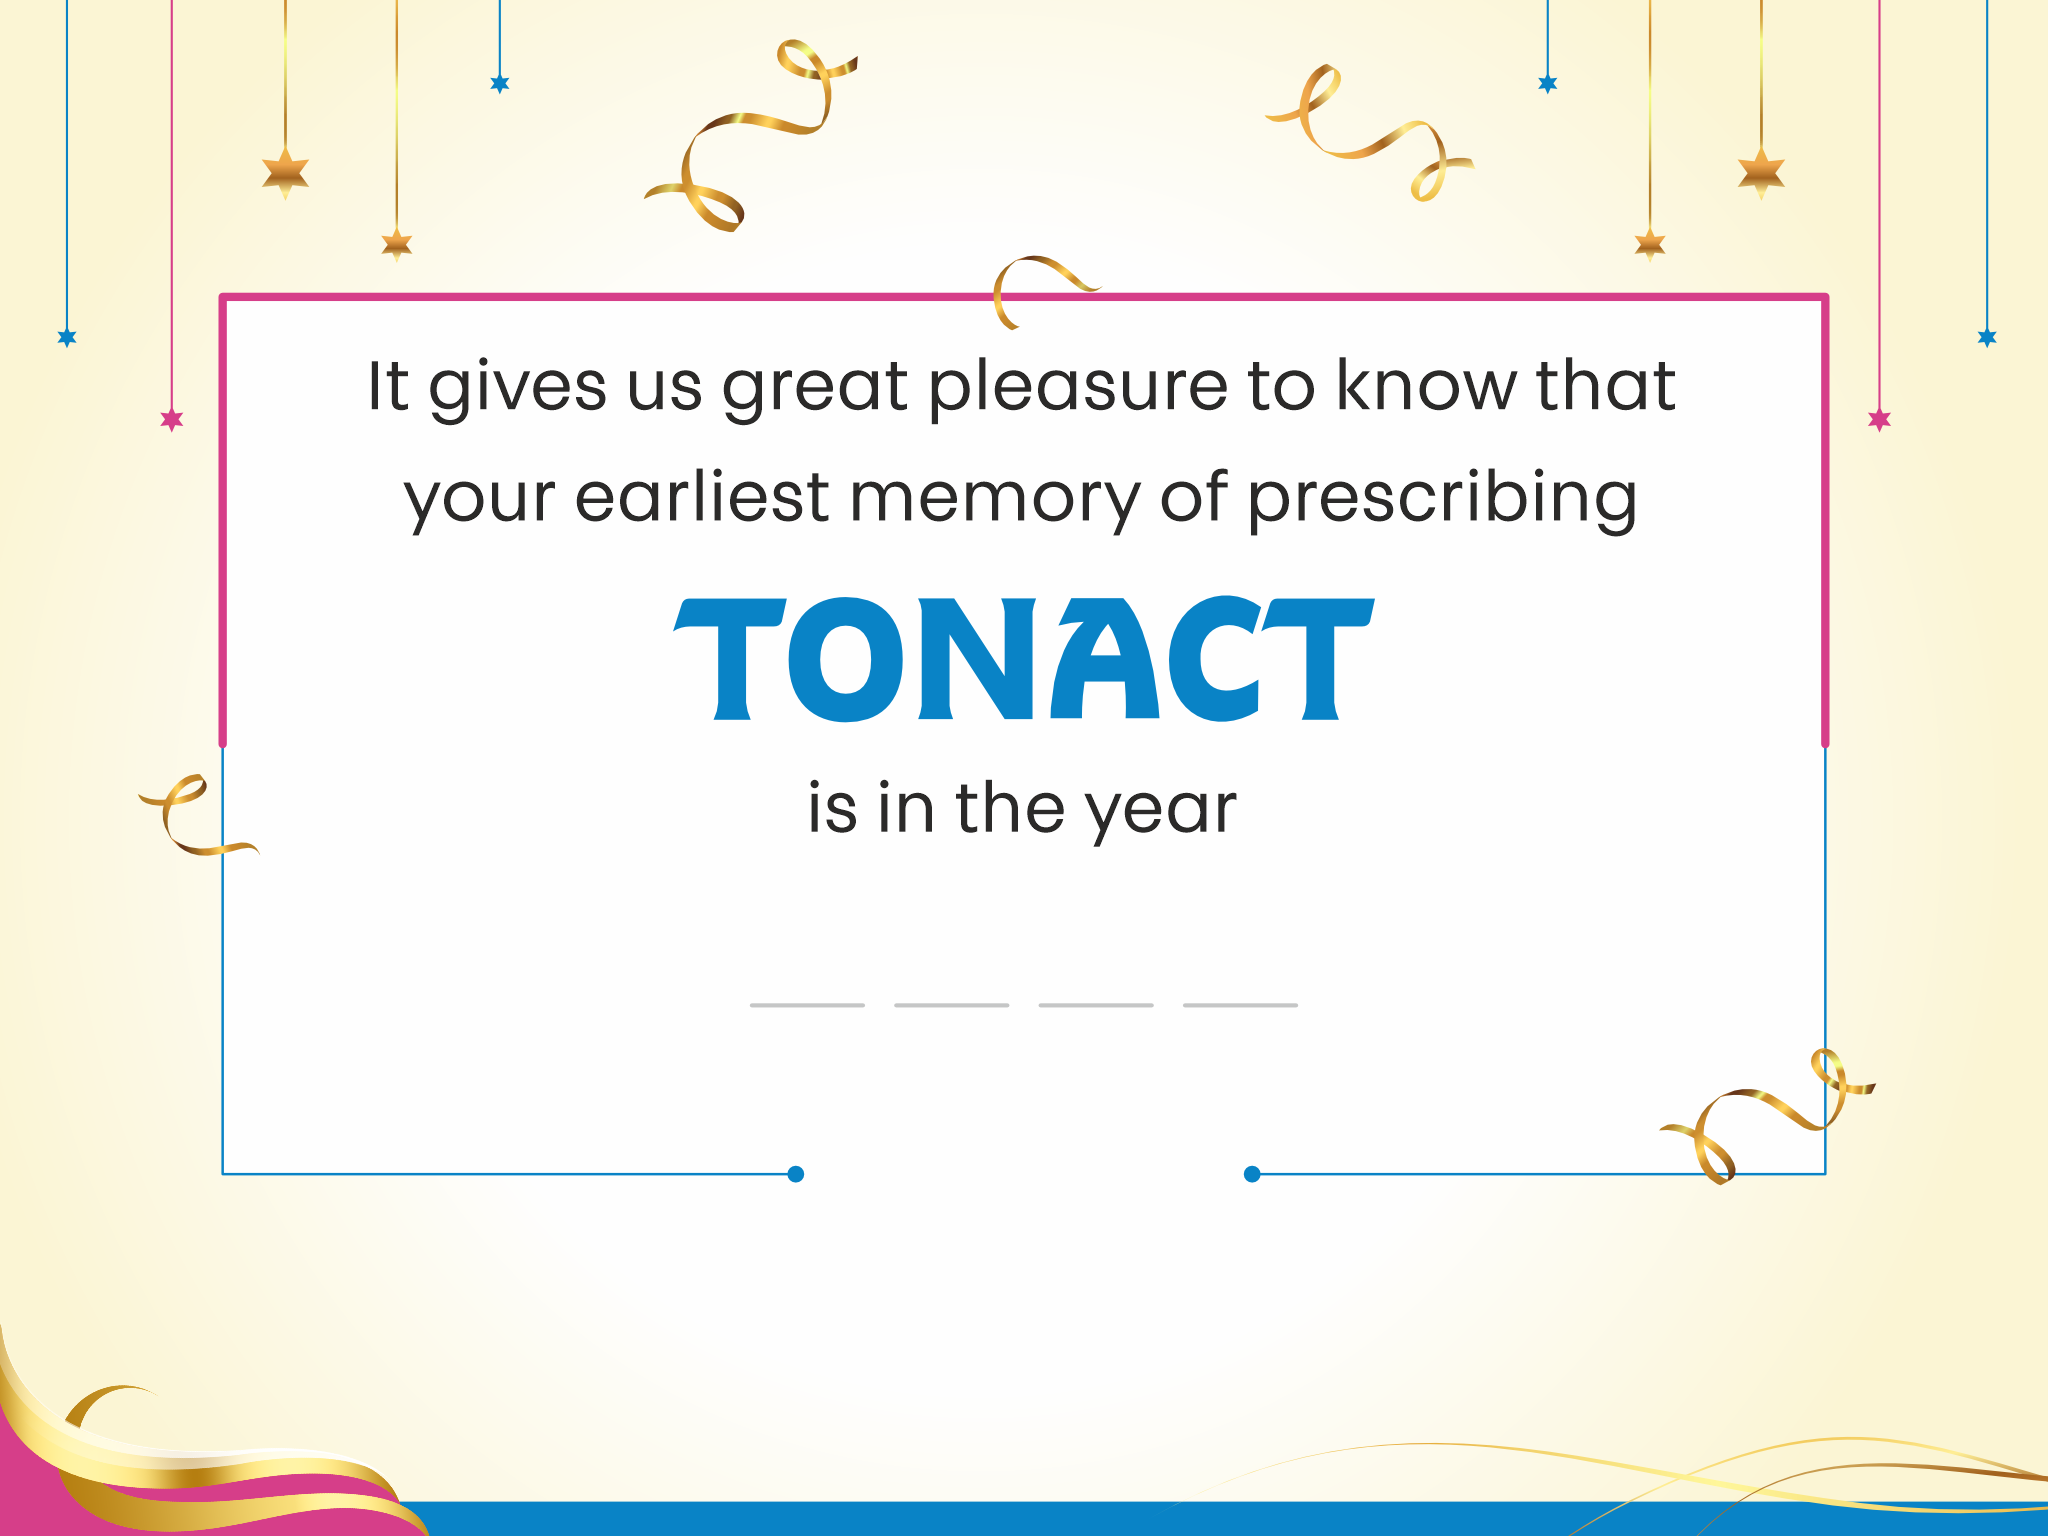 It gives us great pleasure to know that
your earliest memory of prescribing
TONACT
is in the year